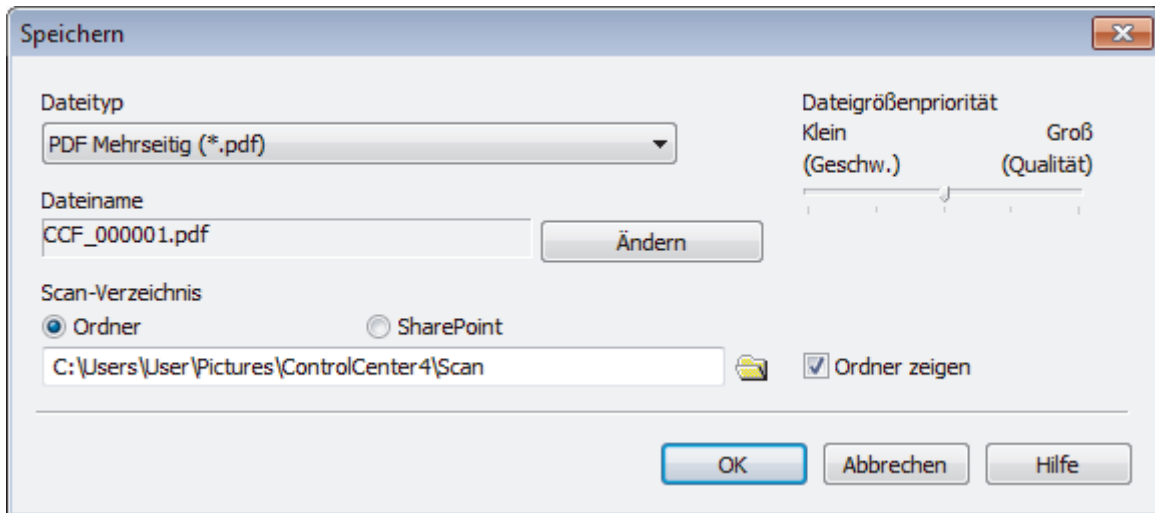 Speichern
Dateityp
PDF Mehrseitig (*.pdf)
Dateigrößenpriorität
Klein Groß
(Geschw.) (Qualität)
Dateiname
CCF_000001.pdf
Ändern
Scan-Verzeichnis
Ordner SharePoint
C:\Users\User\Pictures\ControlCenter4\Scan
Ordner zeigen
OK Abbrechen Hilfe